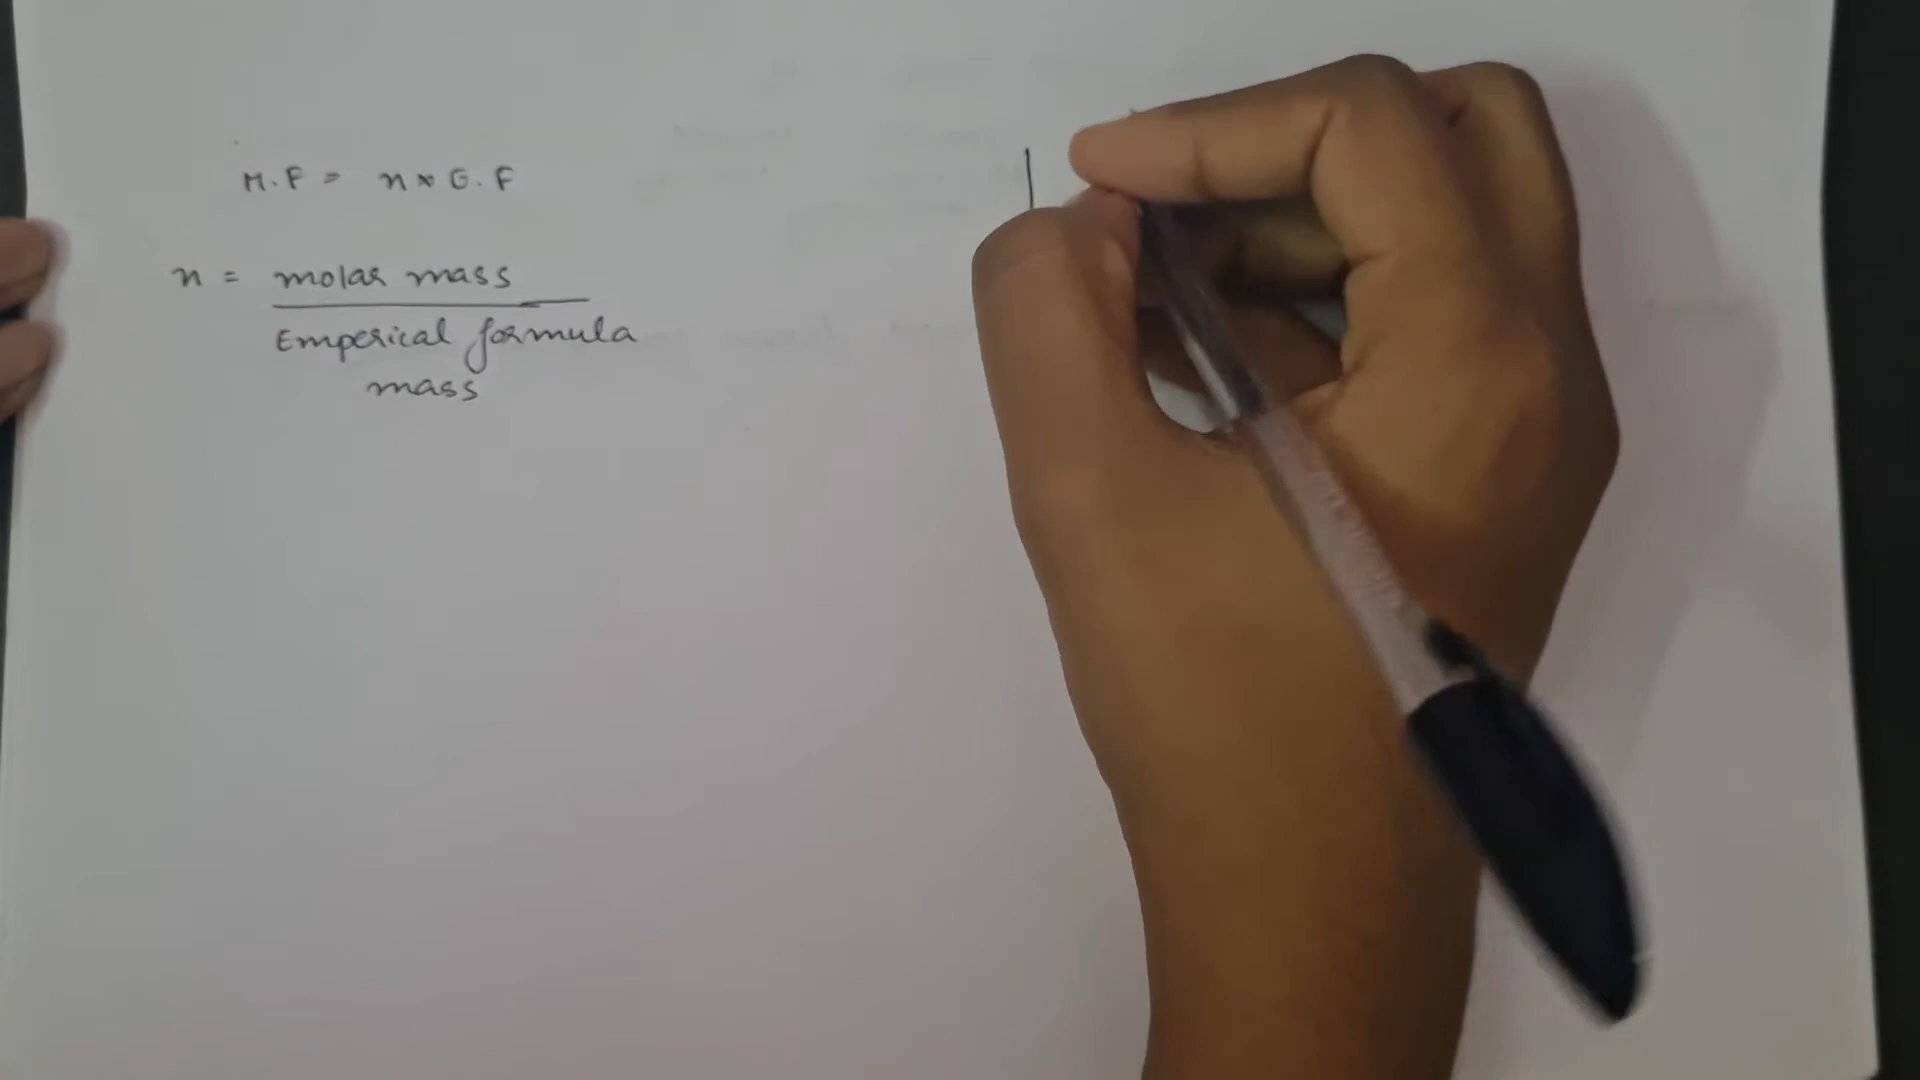 M.F = n × E.F
n = molar mass
Emperical formula
mass